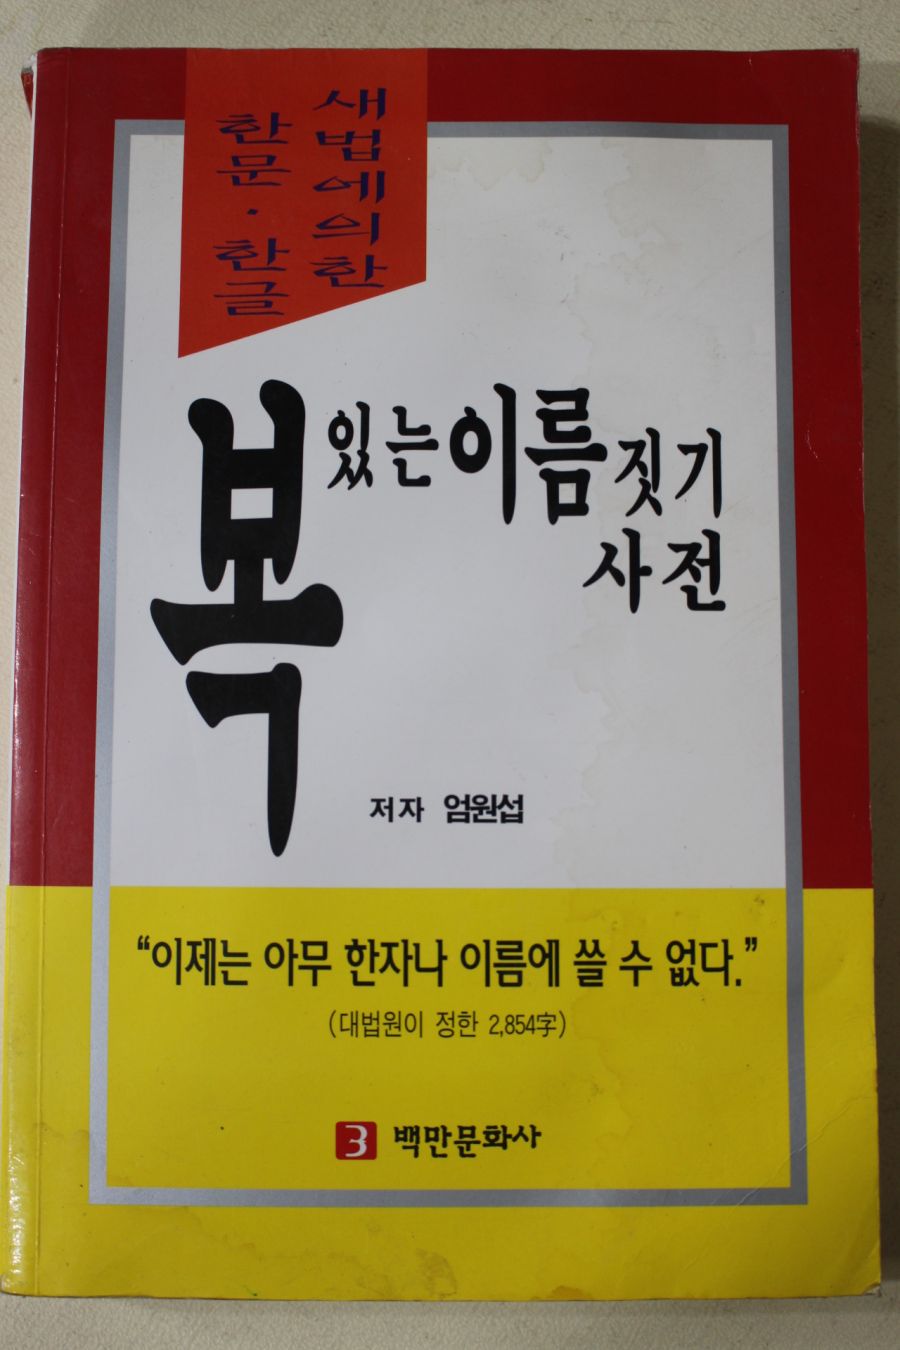 새법에의한
한문·한글
복있는이름짓기
사전
저자 엄원섭
“이제는 아무 한자나 이름에 쓸 수 없다.”
(대법원이 정한 2,854字)
백만문화사